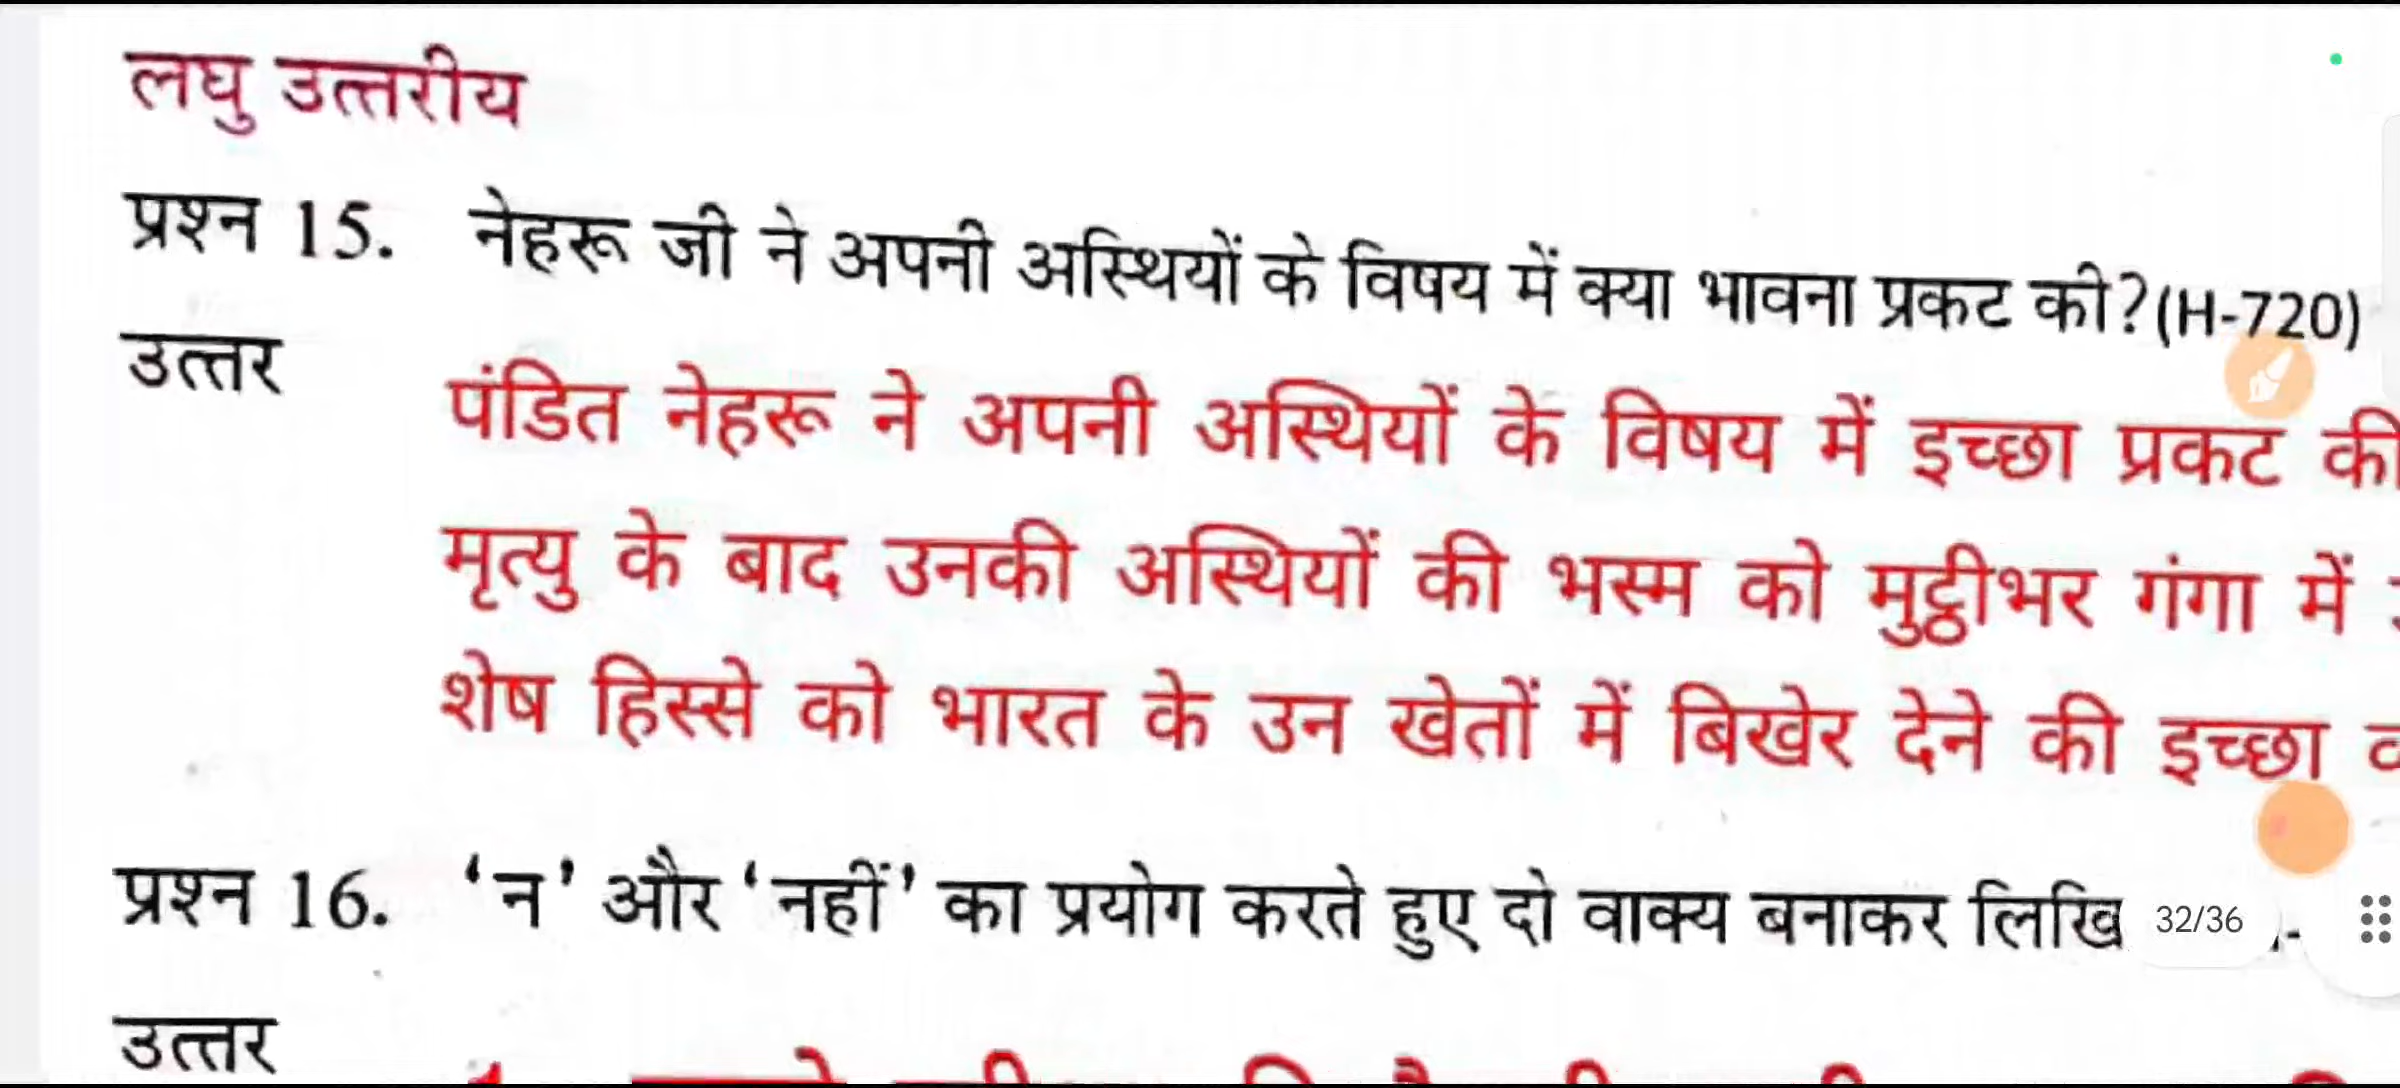 लघु उत्तरीय
प्रश्न 15. नेहरू जी ने अपनी अस्थियों के विषय में क्या भावना प्रकट की?(H-720)
उत्तर
पंडित नेहरू ने अपनी अस्थियों के विषय में इच्छा प्रकट की
मृत्यु के बाद उनकी अस्थियों की भस्म को मुट्ठीभर गंगा में
शेष हिस्से को भारत के उन खेतों में बिखेर देने की इच्छा
प्रश्न 16. ‘न’ और ‘नहीं’ का प्रयोग करते हुए दो वाक्य बनाकर
32/36
उत्तर